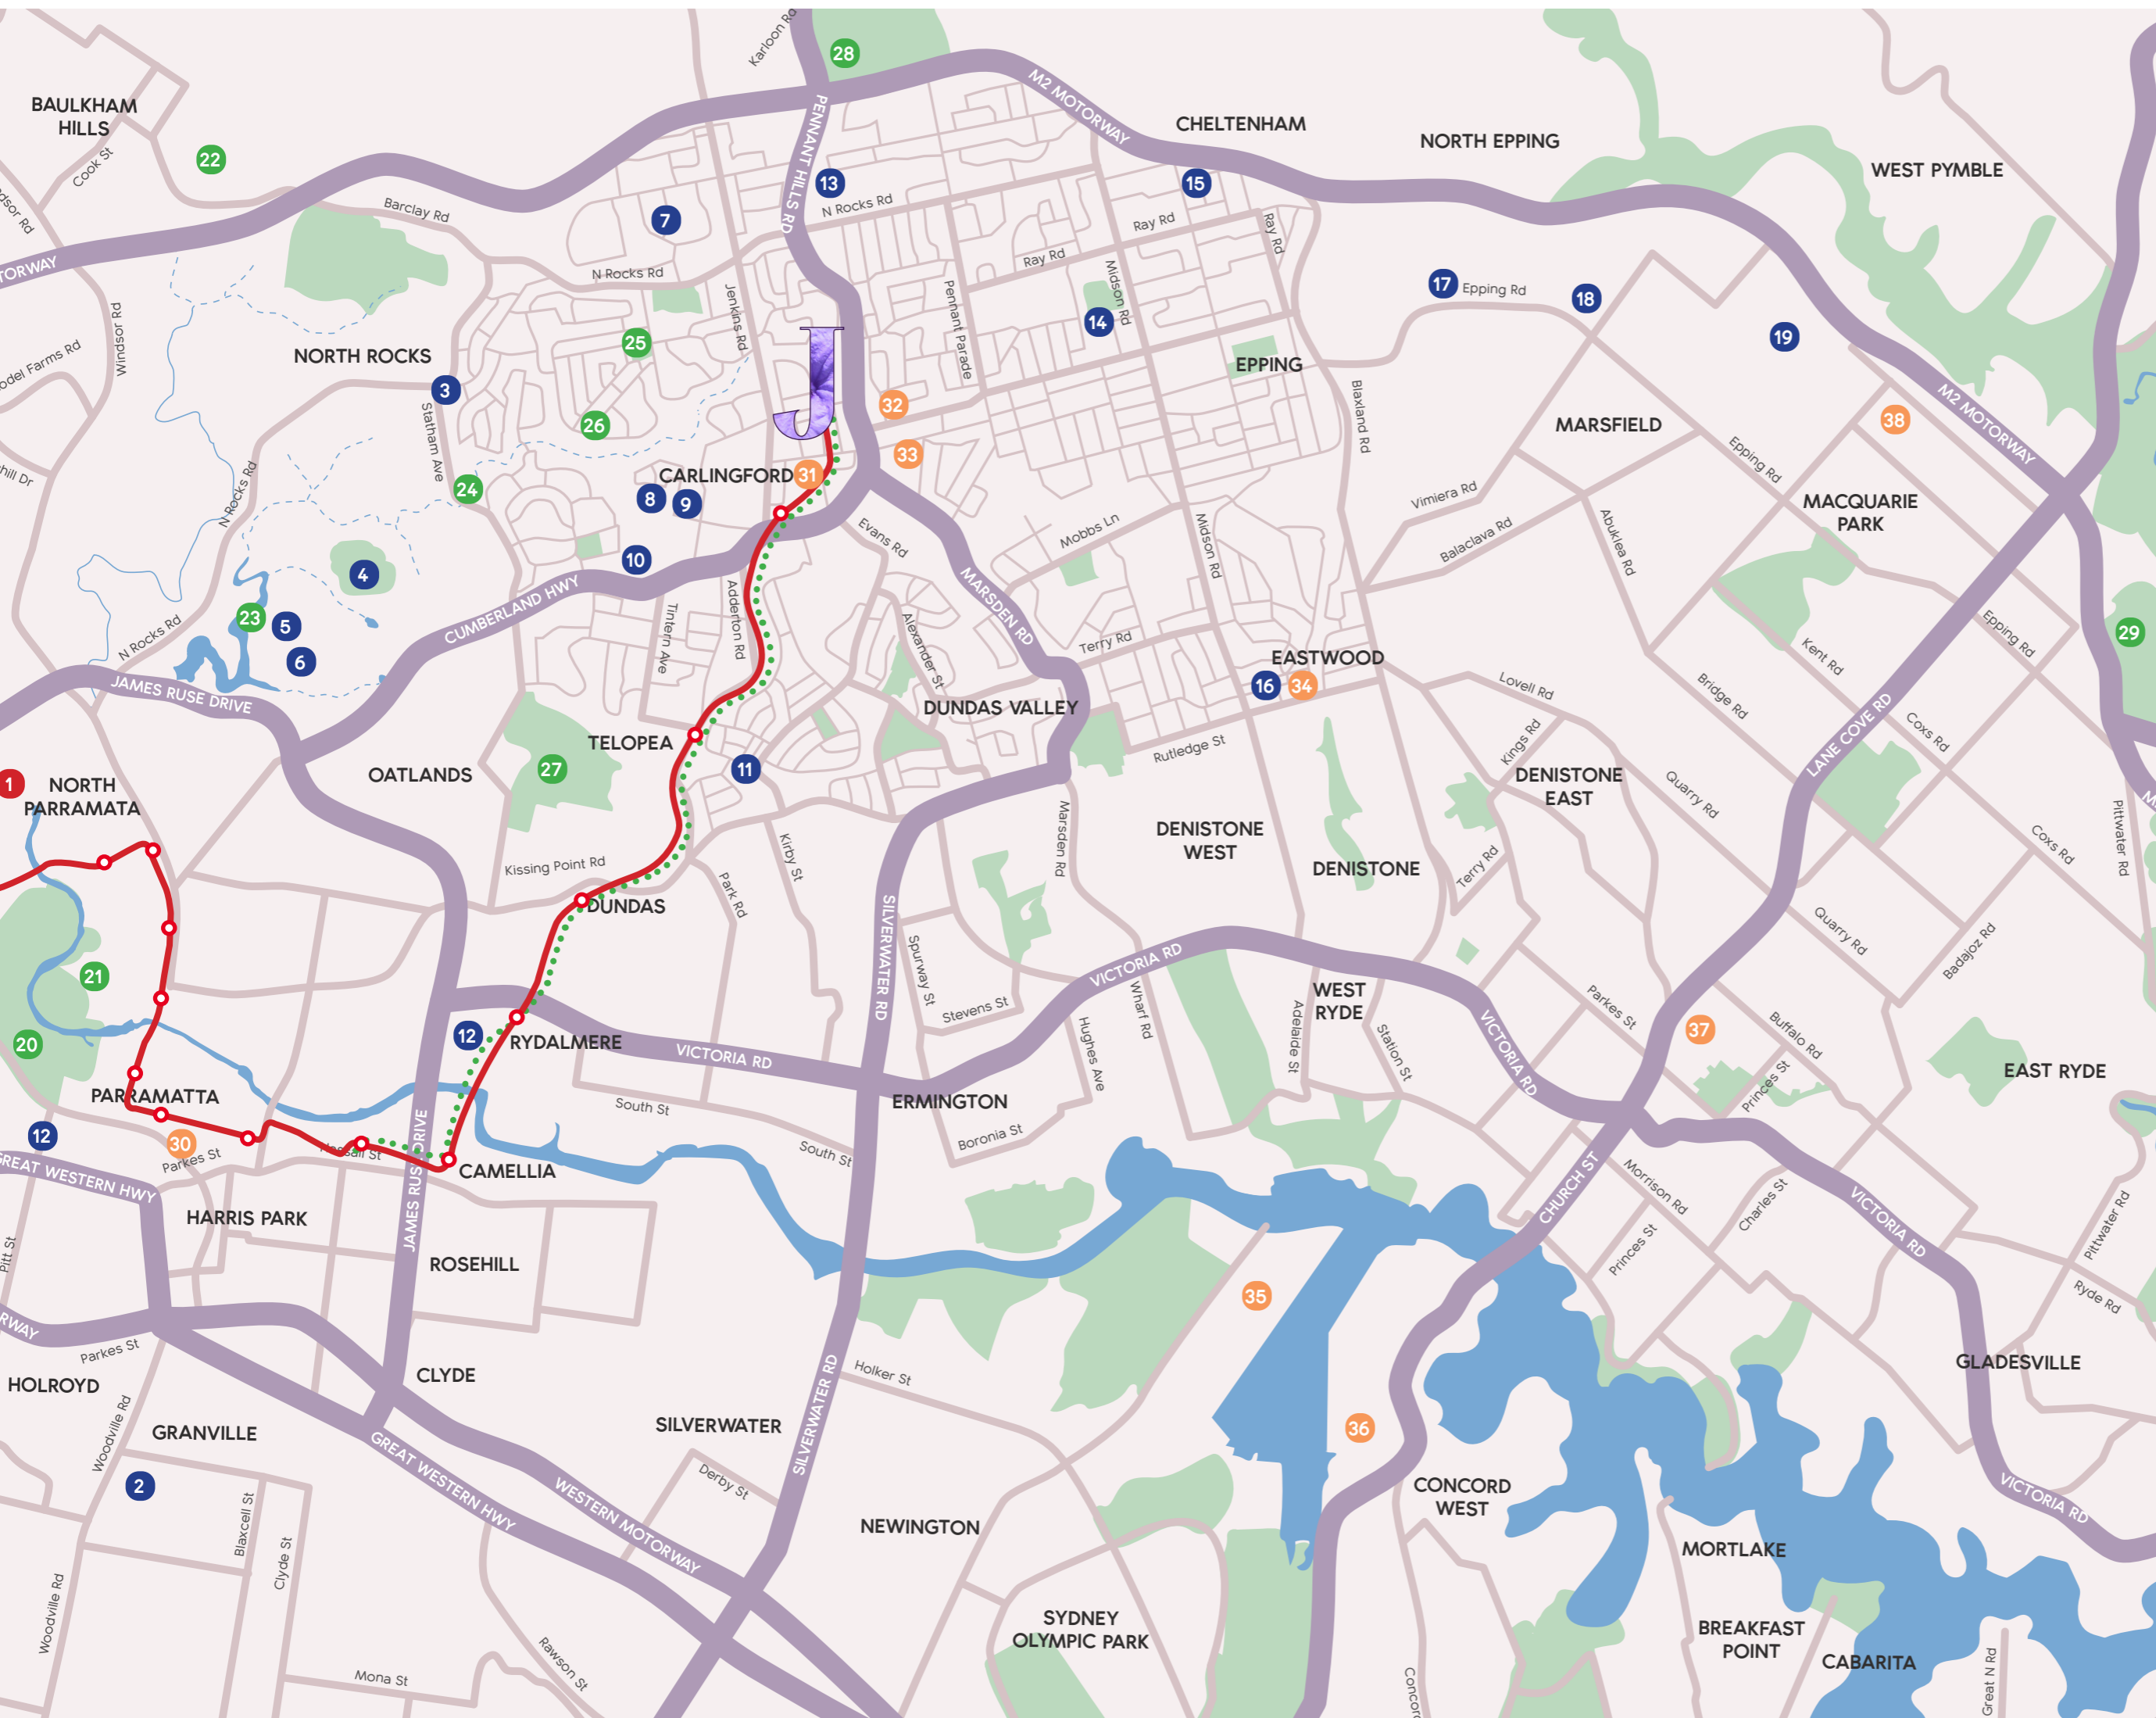 Karloon Rd
28
BAULKHAM
HILLS
M2 MOTORWAY
CHELTENHAM
NORTH EPPING
WEST PYMBLE
22
Cook St
PENNANT HILLS RD
13
15
N Rocks Rd
Barclay Rd
7
Ray Rd
Ray Rd
Ray Rd
N Rocks Rd
Midson Rd
17
Epping Rd
18
Jenkins Rd
Pennant Parade
14
19
Windsor Rd
J
NORTH ROCKS
25
EPPING
3
32
Blaxland Rd
M2 MOTORWAY
38
Statham Ave
26
MARSFIELD
33
CARLINGFORD
31
Epping Rd
N Rocks Rd
24
8
9
Vimiera Rd
MACQUARIE
PARK
Evans Rd
Mobbs Ln
Midson Rd
Balaclava Rd
Abuklea Rd
10
4
MARSDEN RD
CUMBERLAND HWY
Adderton Rd
Tintern Ave
Alexander St
23
5
6
N Rocks Rd
Terry Rd
29
Epping Rd
Kent Rd
EASTWOOD
16
34
JAMES RUSE DRIVE
Lovell Rd
Bridge Rd
LANE COVE RD
DUNDAS VALLEY
Coxs Rd
TELOPEA
Rutledge St
Kings Rd
11
27
OATLANDS
1
NORTH
PARRAMATA
DENISTONE
EAST
Quarry Rd
Pittwater Rd
Marsden Rd
DENISTONE
WEST
DENISTONE
Coxs Rd
Kirby St
Kissing Point Rd
Terry Rd
Park Rd
DUNDAS
SILVERWATER RD
Quarry Rd
Badajoz Rd
21
Spurway St
VICTORIA RD
WEST
RYDE
Wharf Rd
Stevens St
Adelaide St
Station St
Parkes St
37
Buffalo Rd
20
12
RYDALMERE
VICTORIA RD
Hughes Ave
VICTORIA RD
EAST RYDE
Princes St
PARRAMATTA
ERMINGTON
South St
12
30
Parkes St
Hassall St
JAMES RUSE DRIVE
CAMELLIA
South St
Boronia St
GREAT WESTERN HWY
CHURCH ST
Morrison Rd
Charles St
VICTORIA RD
Pittwater Rd
HARRIS PARK
Pitt St
ROSEHILL
Princes St
35
Ryde Rd
Parkes St
HOLROYD
CLYDE
Holker St
GLADESVILLE
Woodville Rd
GRANVILLE
SILVERWATER
SILVERWATER RD
36
GREAT WESTERN HWY
2
Derby St
CONCORD
WEST
VICTORIA RD
WESTERN MOTORWAY
NEWINGTON
Blaxcell St
Clyde St
MORTLAKE
Woodville Rd
SYDNEY
OLYMPIC PARK
BREAKFAST
POINT
CABARITA
Rawson St
Mona St
Great N Rd